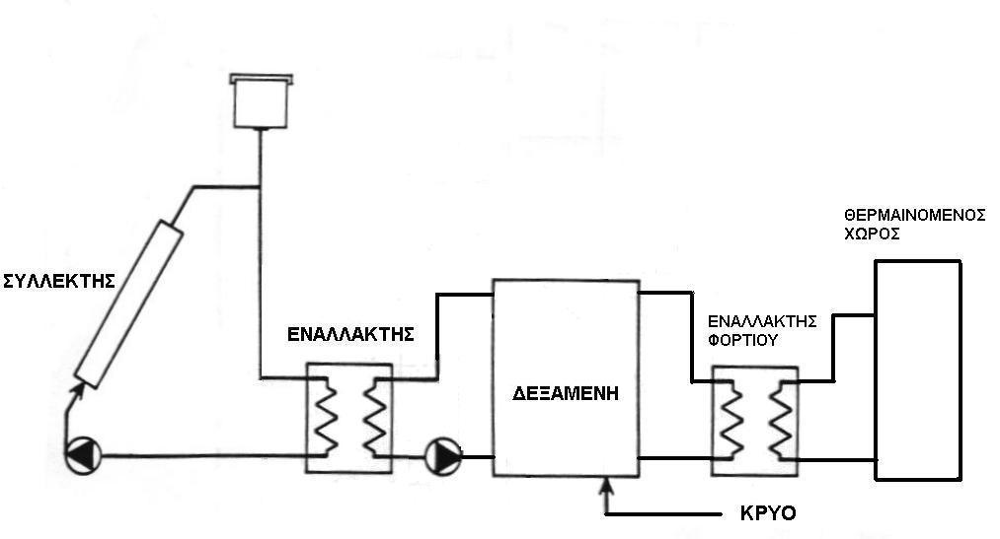 ΘΕΡΜΑΙΝΟΜΕΝΟΣ
ΧΩΡΟΣ
ΣΥΛΛΕΚΤΗΣ
ΕΝΑΛΛΑΚΤΗΣ
ΕΝΑΛΛΑΚΤΗΣ
ΦΟΡΤΙΟΥ
ΔΕΞΑΜΕΝΗ
ΚΡΥΟ